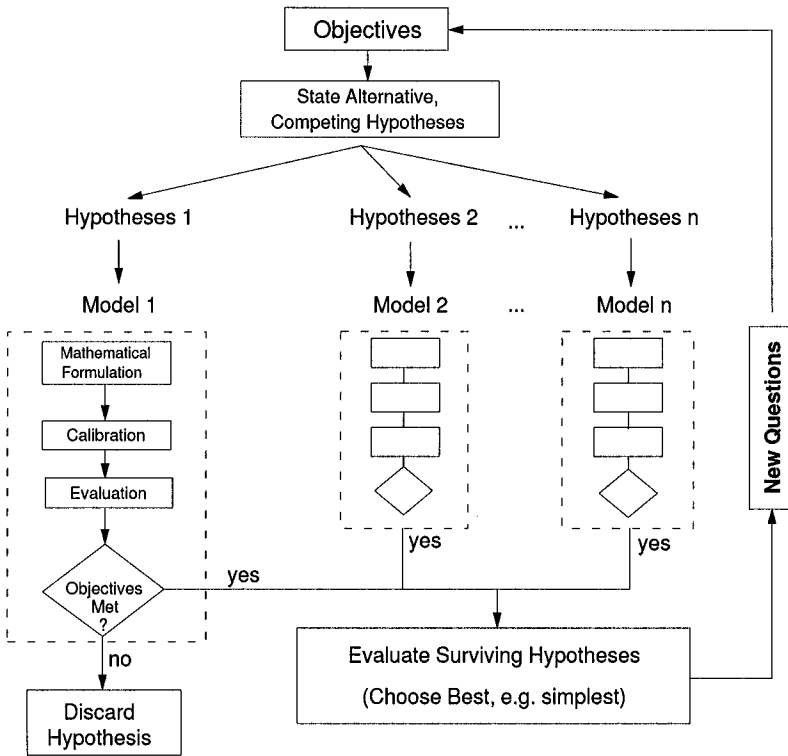 Objectives
State Alternative,
Competing Hypotheses
Hypotheses 1
Hypotheses 2
...
Hypotheses n
Model 1
Model 2
...
Model n
Mathematical
Formulation
Calibration
Evaluation
Objectives
Met
?
yes
yes
yes
no
Discard
Hypothesis
Evaluate Surviving Hypotheses
(Choose Best, e.g. simplest)
New Questions